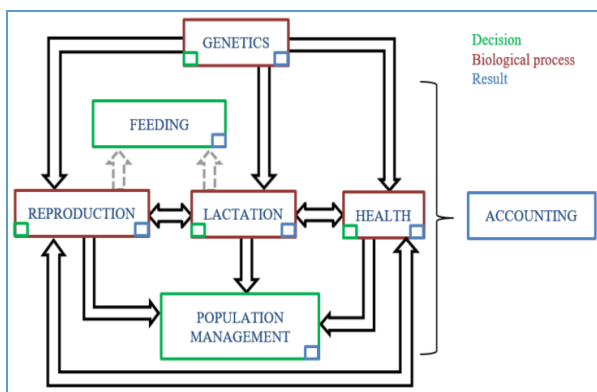 GENETICS
Decision
Biological process
Result
FEEDING
REPRODUCTION
LACTATION
HEALTH
ACCOUNTING
POPULATION
MANAGEMENT